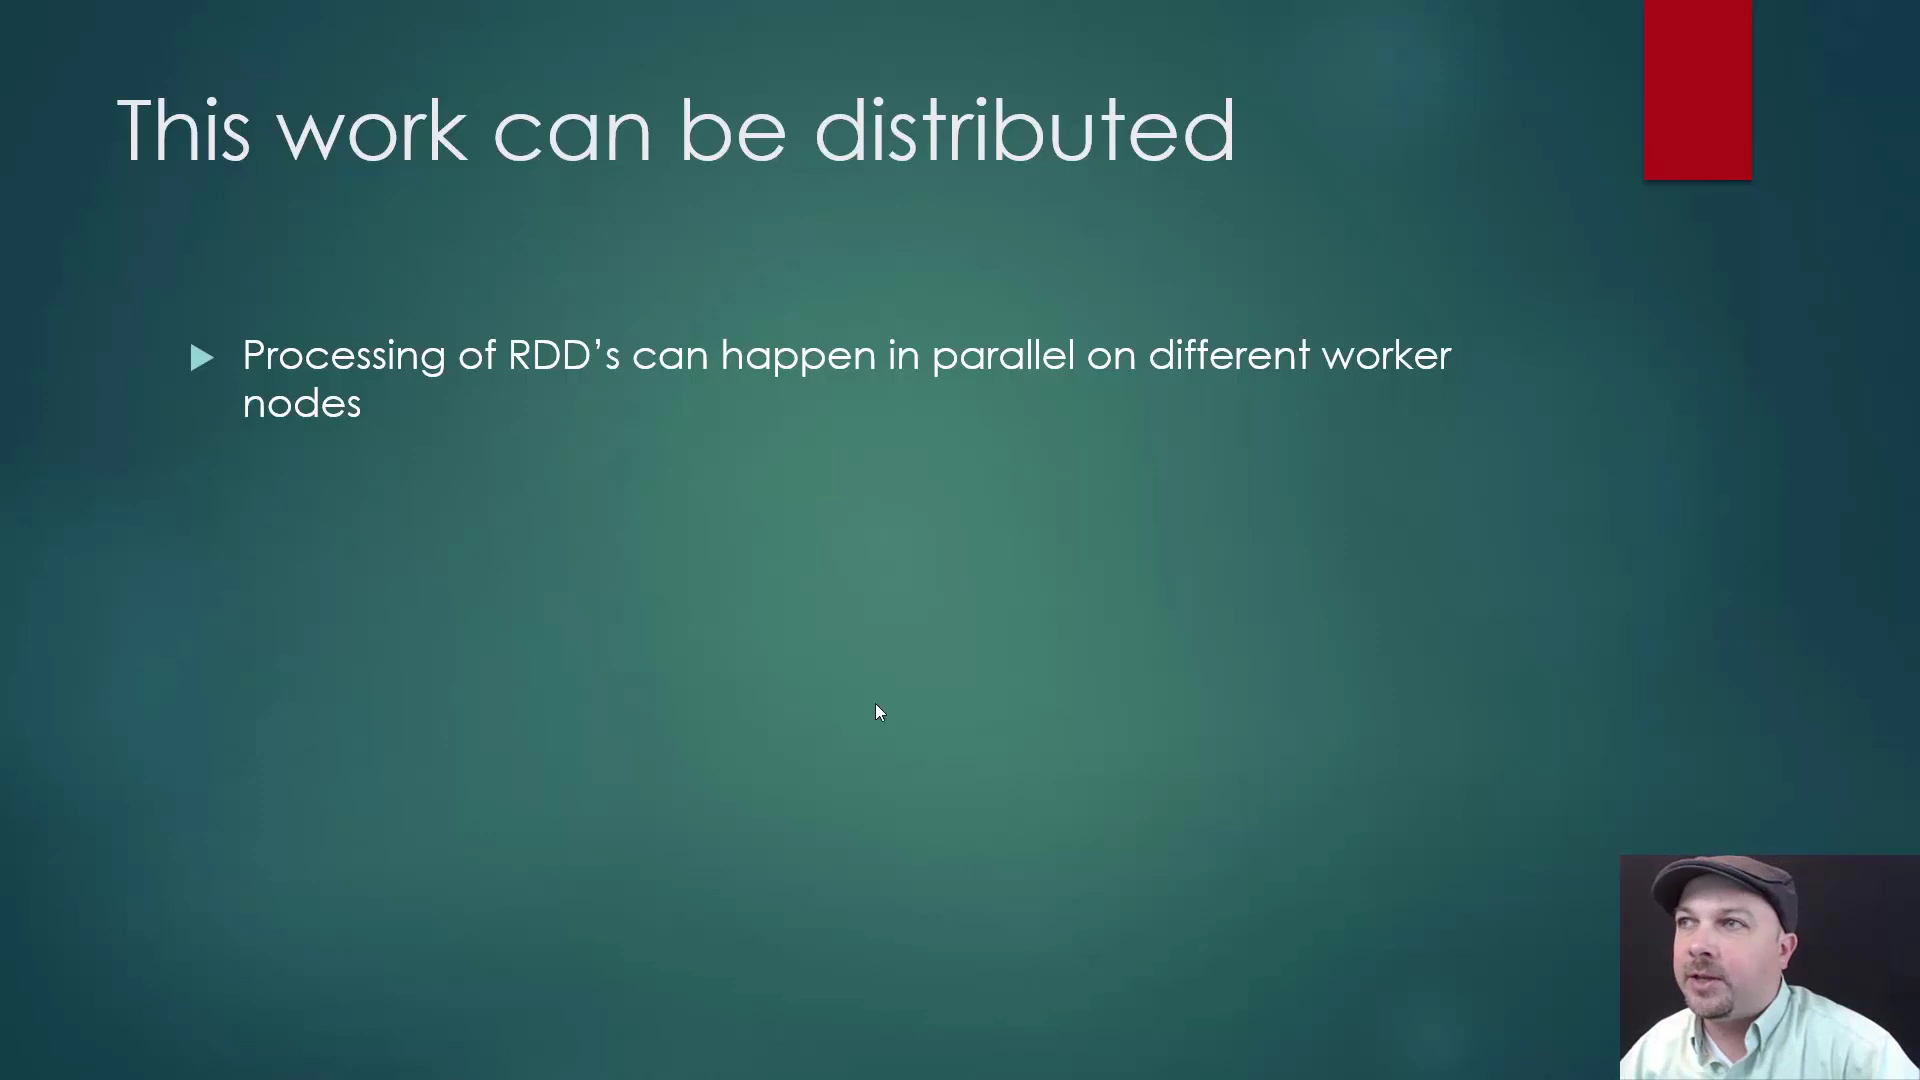 This work can be distributed
Processing of RDD’s can happen in parallel on different worker
nodes